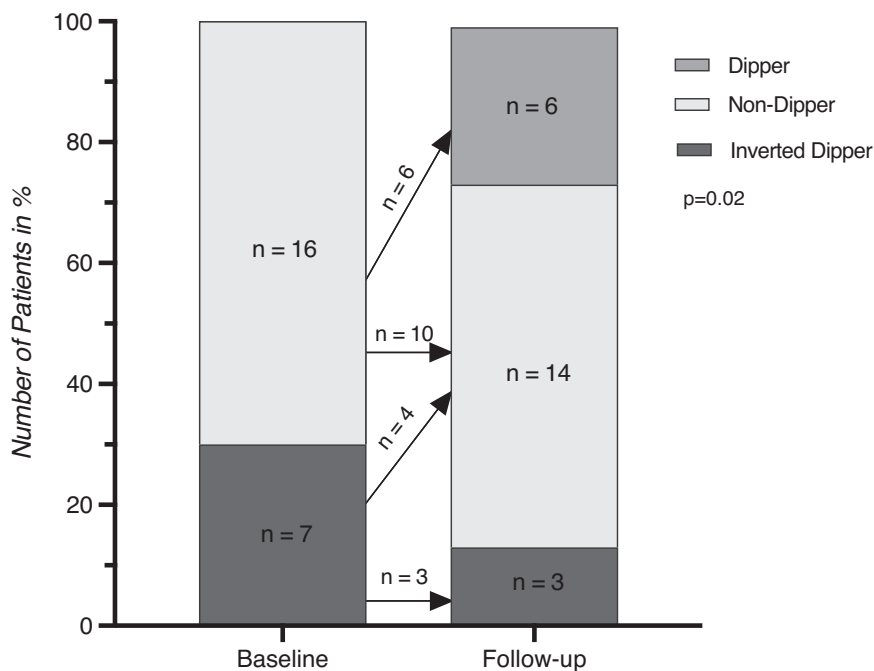 Number of Patients in %
100
80
60
40
20
0
n = 16
n = 7
n = 6
n = 10
n = 4
n = 3
n = 6
n = 14
n = 3
Baseline
Follow-up
Dipper
Non-Dipper
Inverted Dipper
p=0.02